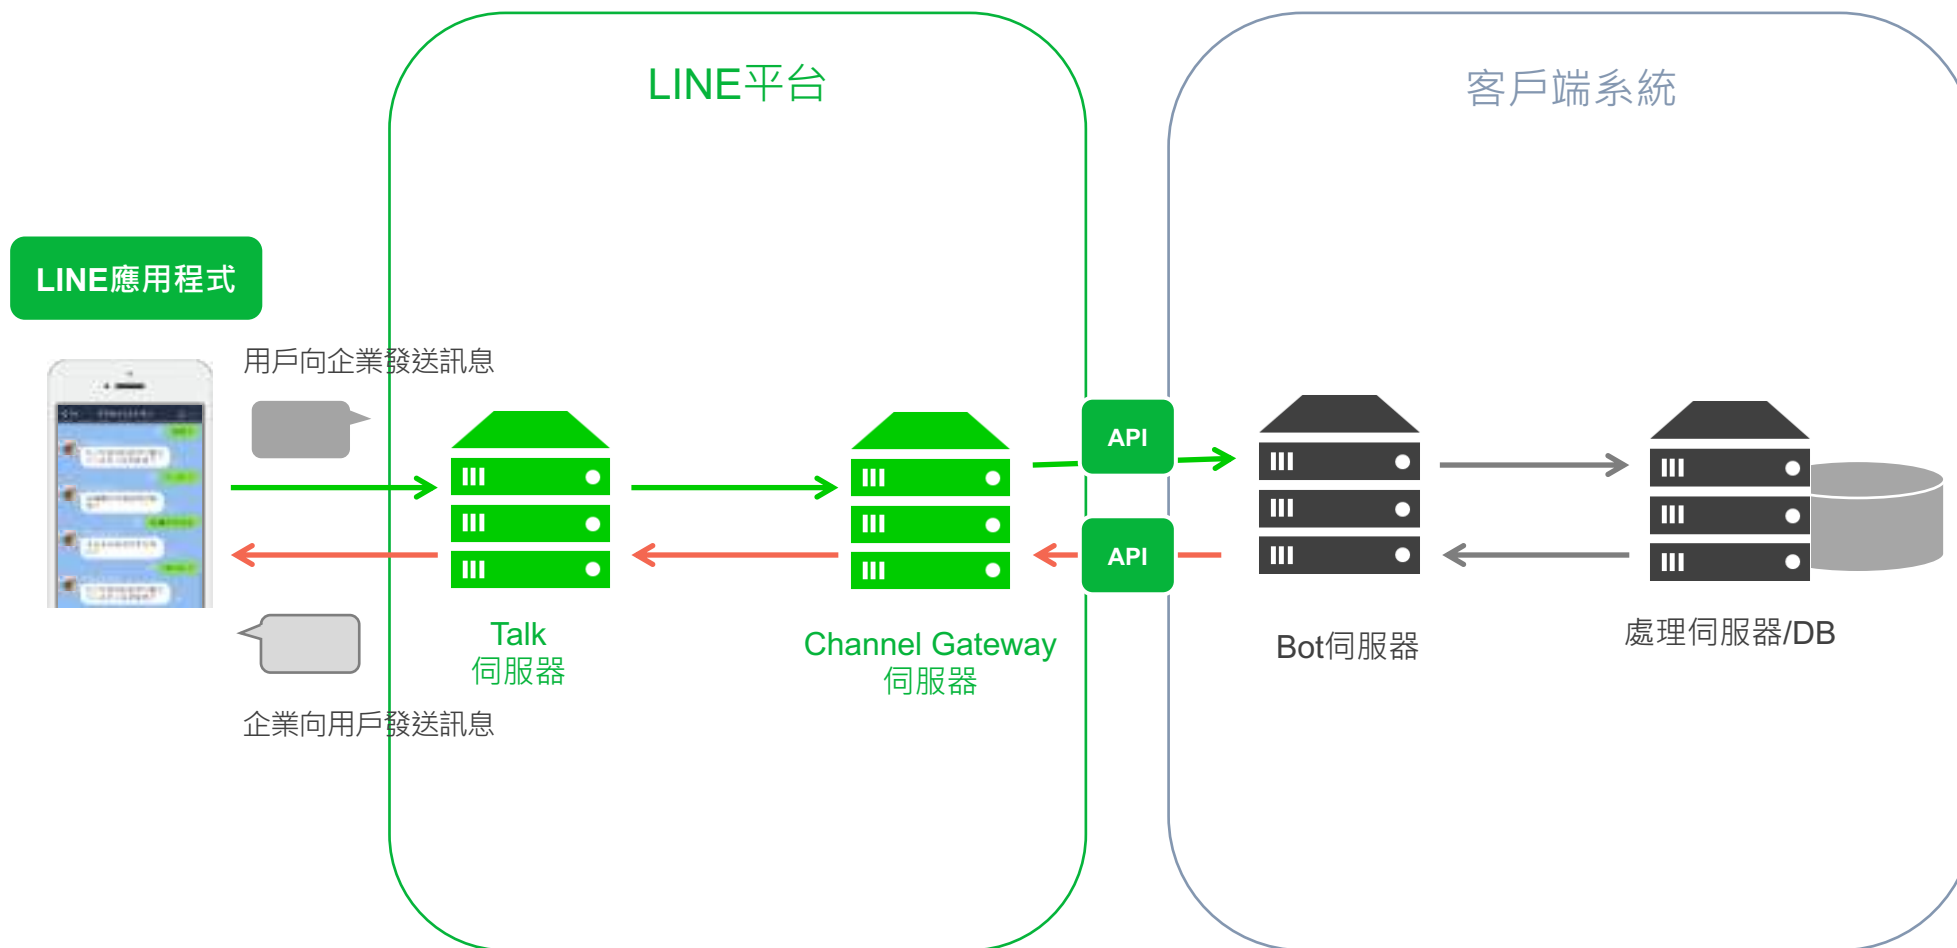 LINE平台
客戶端系統
LINE應用程式
用戶向企業發送訊息
API
API
Talk
伺服器
Channel Gateway
伺服器
Bot伺服器
處理伺服器/DB
企業向用戶發送訊息